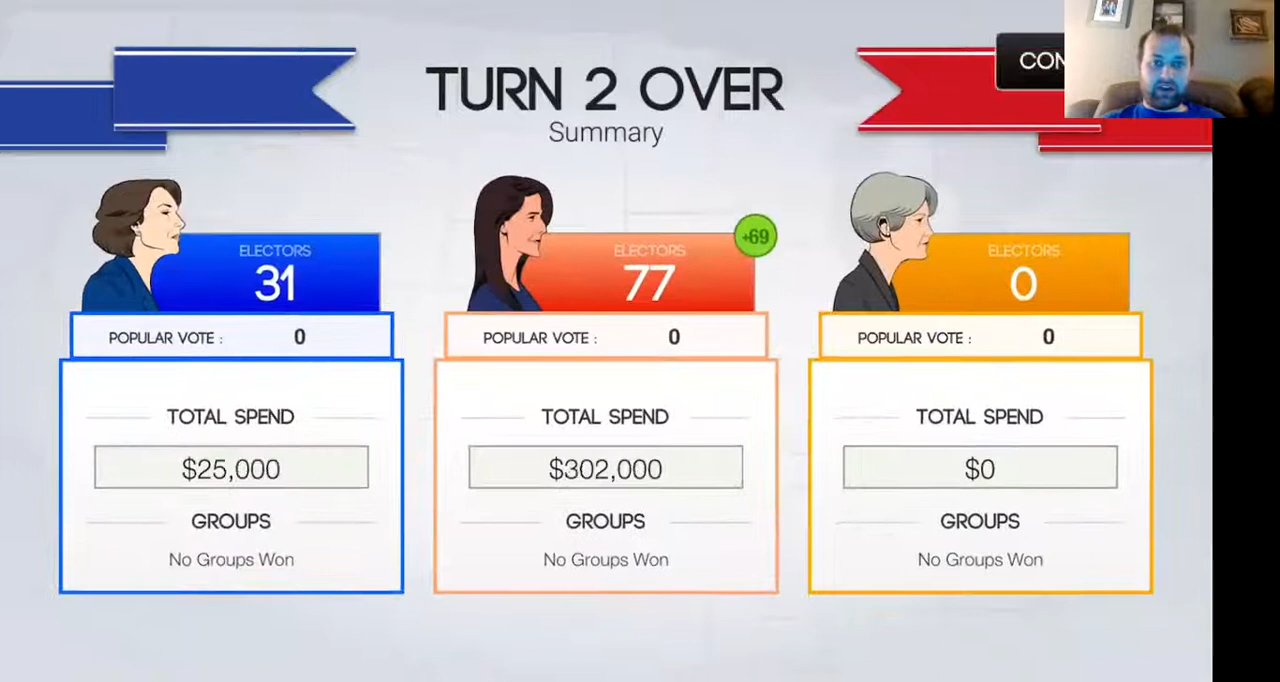 TURN 2 OVER
CON
Summary
ELECTORS
31
ELECTORS
77
+69
ELECTORS
0
POPULAR VOTE : 0
POPULAR VOTE : 0
POPULAR VOTE : 0
TOTAL SPEND
$25,000
GROUPS
No Groups Won
TOTAL SPEND
$302,000
GROUPS
No Groups Won
TOTAL SPEND
$0
GROUPS
No Groups Won